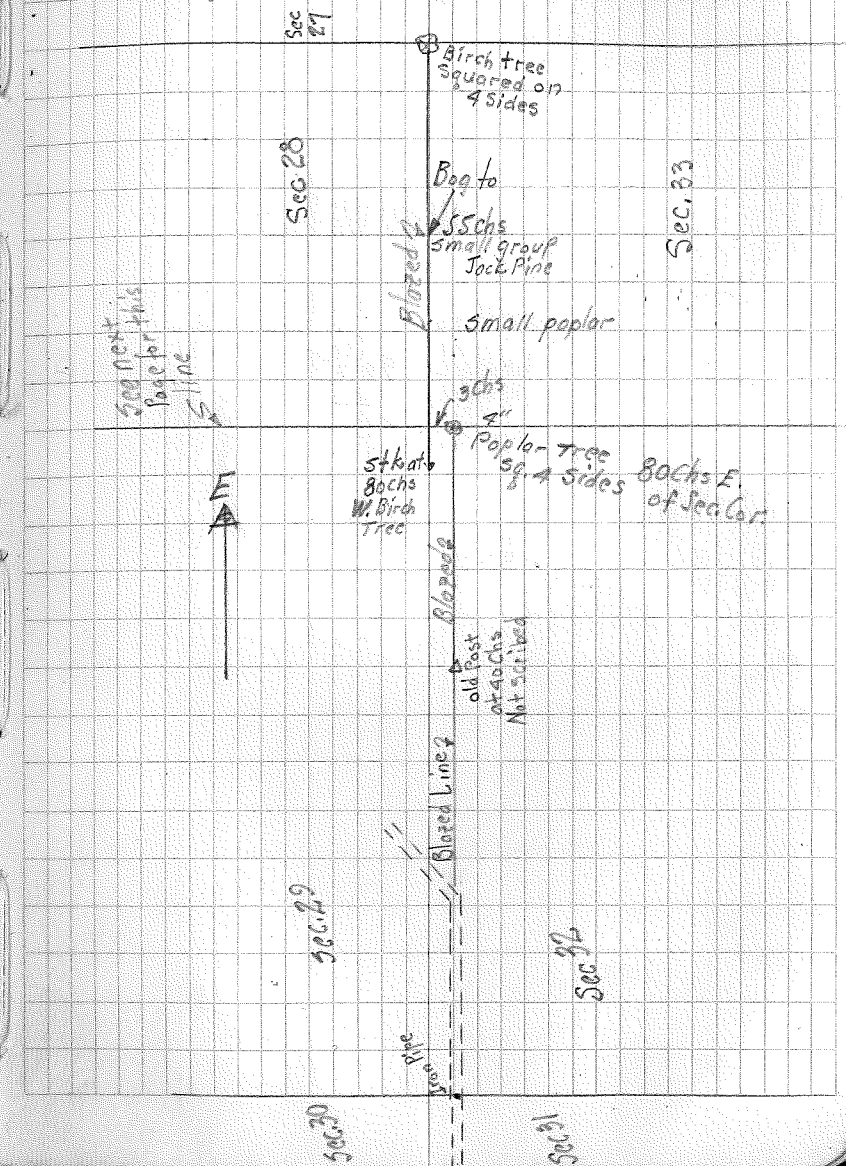 Sec
27
Birch tree
Squared on
4 Sides
Sec. 28
Sec. 33
Bog to
55chs
Small group
Jack Pine
Blazed
Small poplar
See next
Page for this
S line
3chs
4"
Poplar Tree
Sq. 4 Sides
80chs E.
of Sec. Cor.
Stk at
80chs
W. Birch
Tree
E
Blazed
old Post
at 40chs
Not Scribed
Blazed Line
Sec. 29
Sec 32
Iron Pipe
Sec. 30
Sec 31